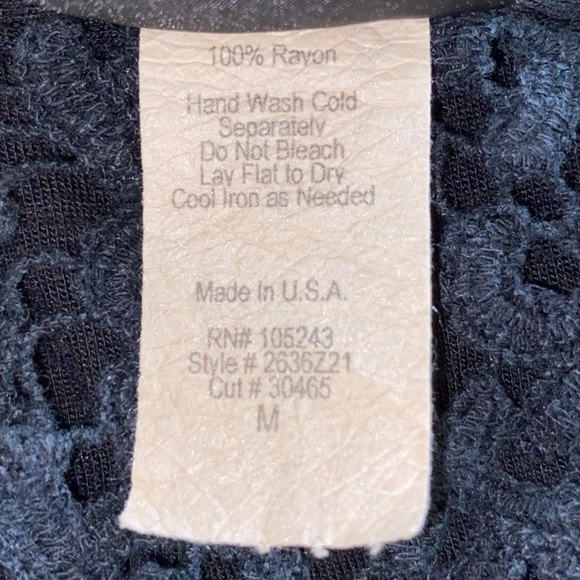 100% Rayon
Hand Wash Cold
Separately
Do Not Bleach
Lay Flat to Dry
Cool Iron as Needed
Made In U.S.A.
RN# 105243
Style # 2636Z21
Cut # 30465
M